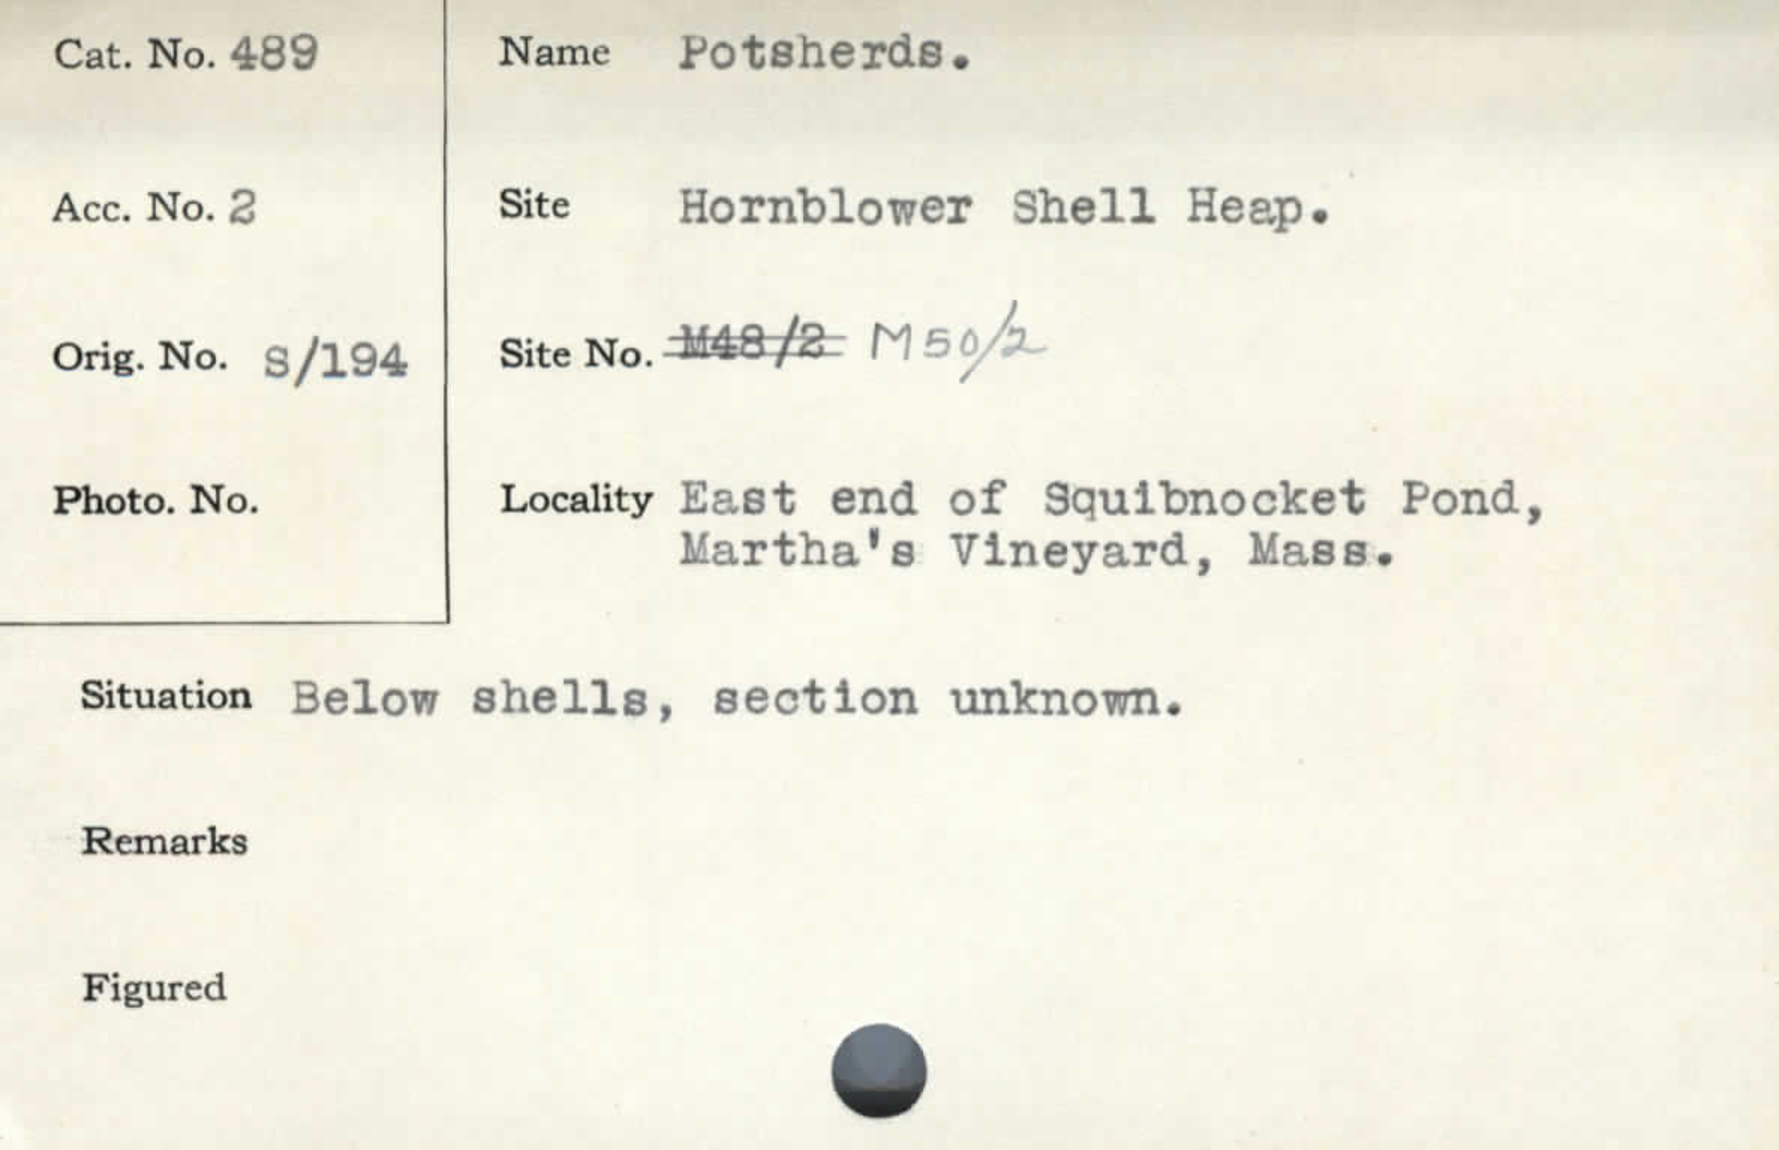 Cat. No. 489
Name Potsherds.
Acc. No. 2
Site Hornblower Shell Heap.
Orig. No. S/194
Site No. M48/2 M50/2
Photo. No.
Locality East end of Squibnocket Pond,
Martha's Vineyard, Mass.
Situation Below shells, section unknown.
Remarks
Figured